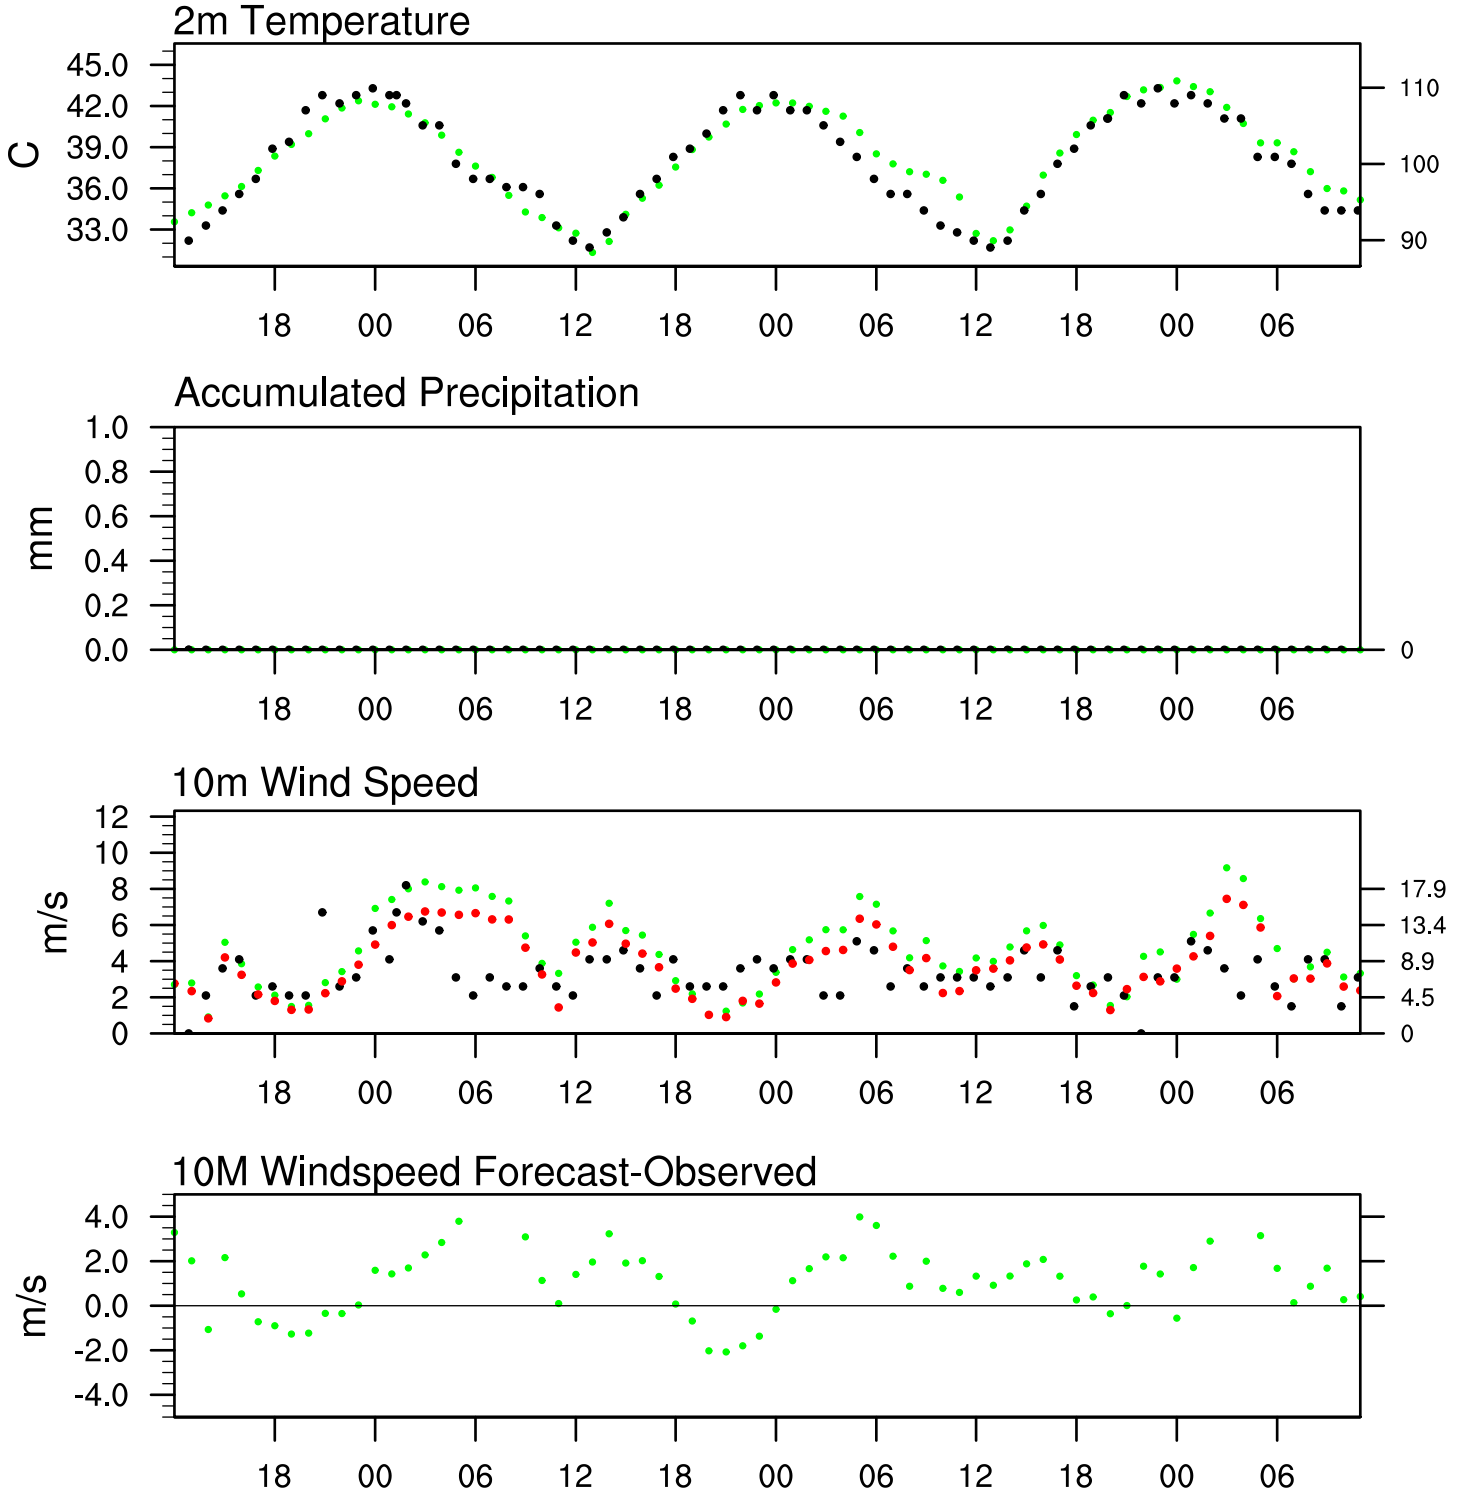 2m Temperature
45.0
42.0
39.0
36.0
33.0
C
110
100
90
18 00 06 12 18 00 06 12 18 00 06
Accumulated Precipitation
1.0
0.8
0.6
0.4
0.2
0.0
mm
0
18 00 06 12 18 00 06 12 18 00 06
10m Wind Speed
12
10
8
6
4
2
0
m/s
17.9
13.4
8.9
4.5
0
18 00 06 12 18 00 06 12 18 00 06
10M Windspeed Forecast-Observed
4.0
2.0
0.0
-2.0
-4.0
m/s
18 00 06 12 18 00 06 12 18 00 06